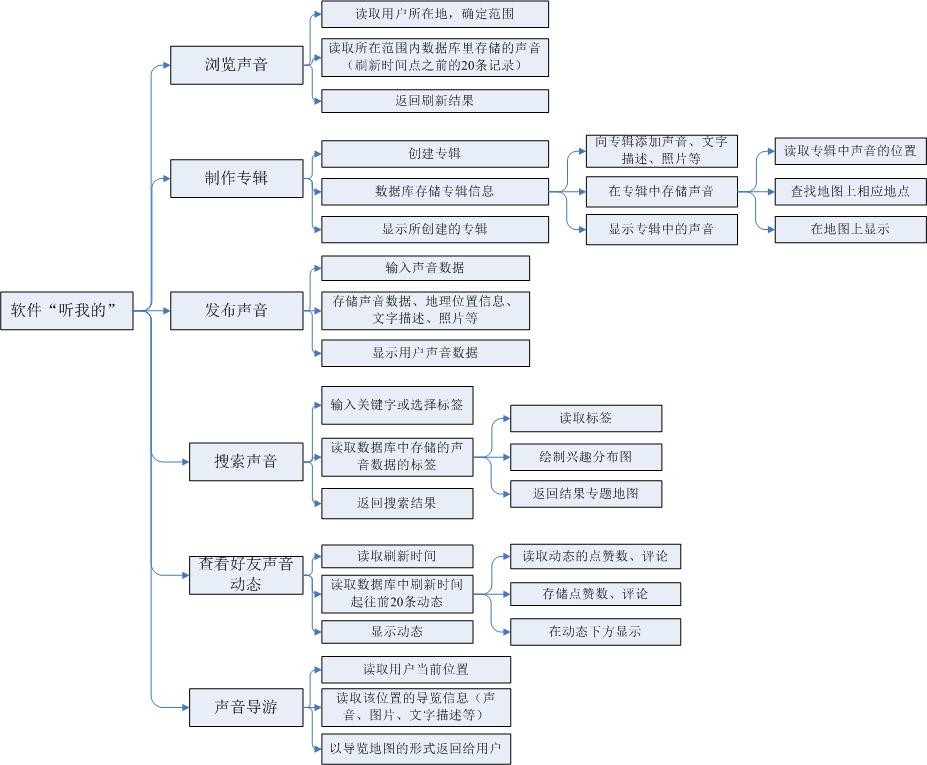 软件“听我的”
浏览声音
读取用户所在地，确定范围
读取所在范围内数据库里存储的声音
（刷新时间点之前的20条记录）
返回刷新结果
制作专辑
创建专辑
数据库存储专辑信息
向专辑添加声音、文字
描述、照片等
在专辑中存储声音
读取专辑中声音的位置
查找地图上相应地点
在地图上显示
显示专辑中的声音
显示所创建的专辑
发布声音
输入声音数据
存储声音数据、地理位置信息、
文字描述、照片等
显示用户声音数据
搜索声音
输入关键字或选择标签
读取数据库中存储的声
音数据的标签
读取标签
绘制兴趣分布图
返回结果专题地图
返回搜索结果
查看好友声音
动态
读取刷新时间
读取数据库中刷新时间
起往前20条动态
读取动态的点赞数、评论
存储点赞数、评论
在动态下方显示
显示动态
声音导游
读取用户当前位置
读取该位置的导览信息（声
音、图片、文字描述等）
以导览地图的形式返回给用户